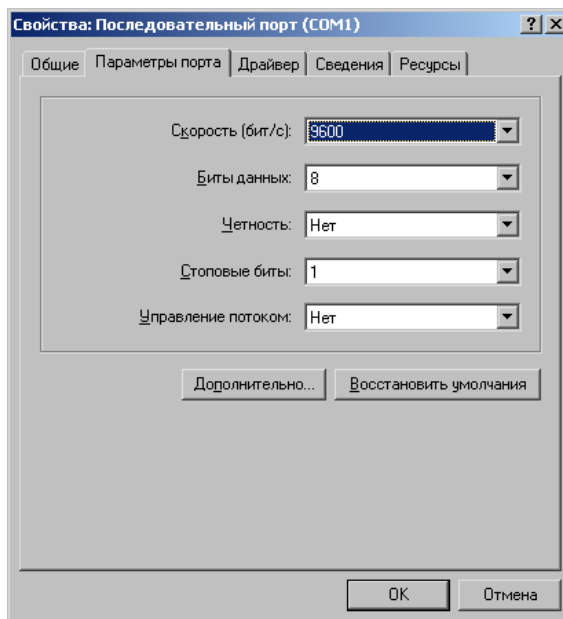 Свойства: Последовательный порт (COM1)
Общие Параметры порта Драйвер Сведения Ресурсы
Скорость (бит/с): 9600
Биты данных: 8
Четность: Нет
Стоповые биты: 1
Управление потоком: Нет
Дополнительно... Восстановить умолчания
OK Отмена